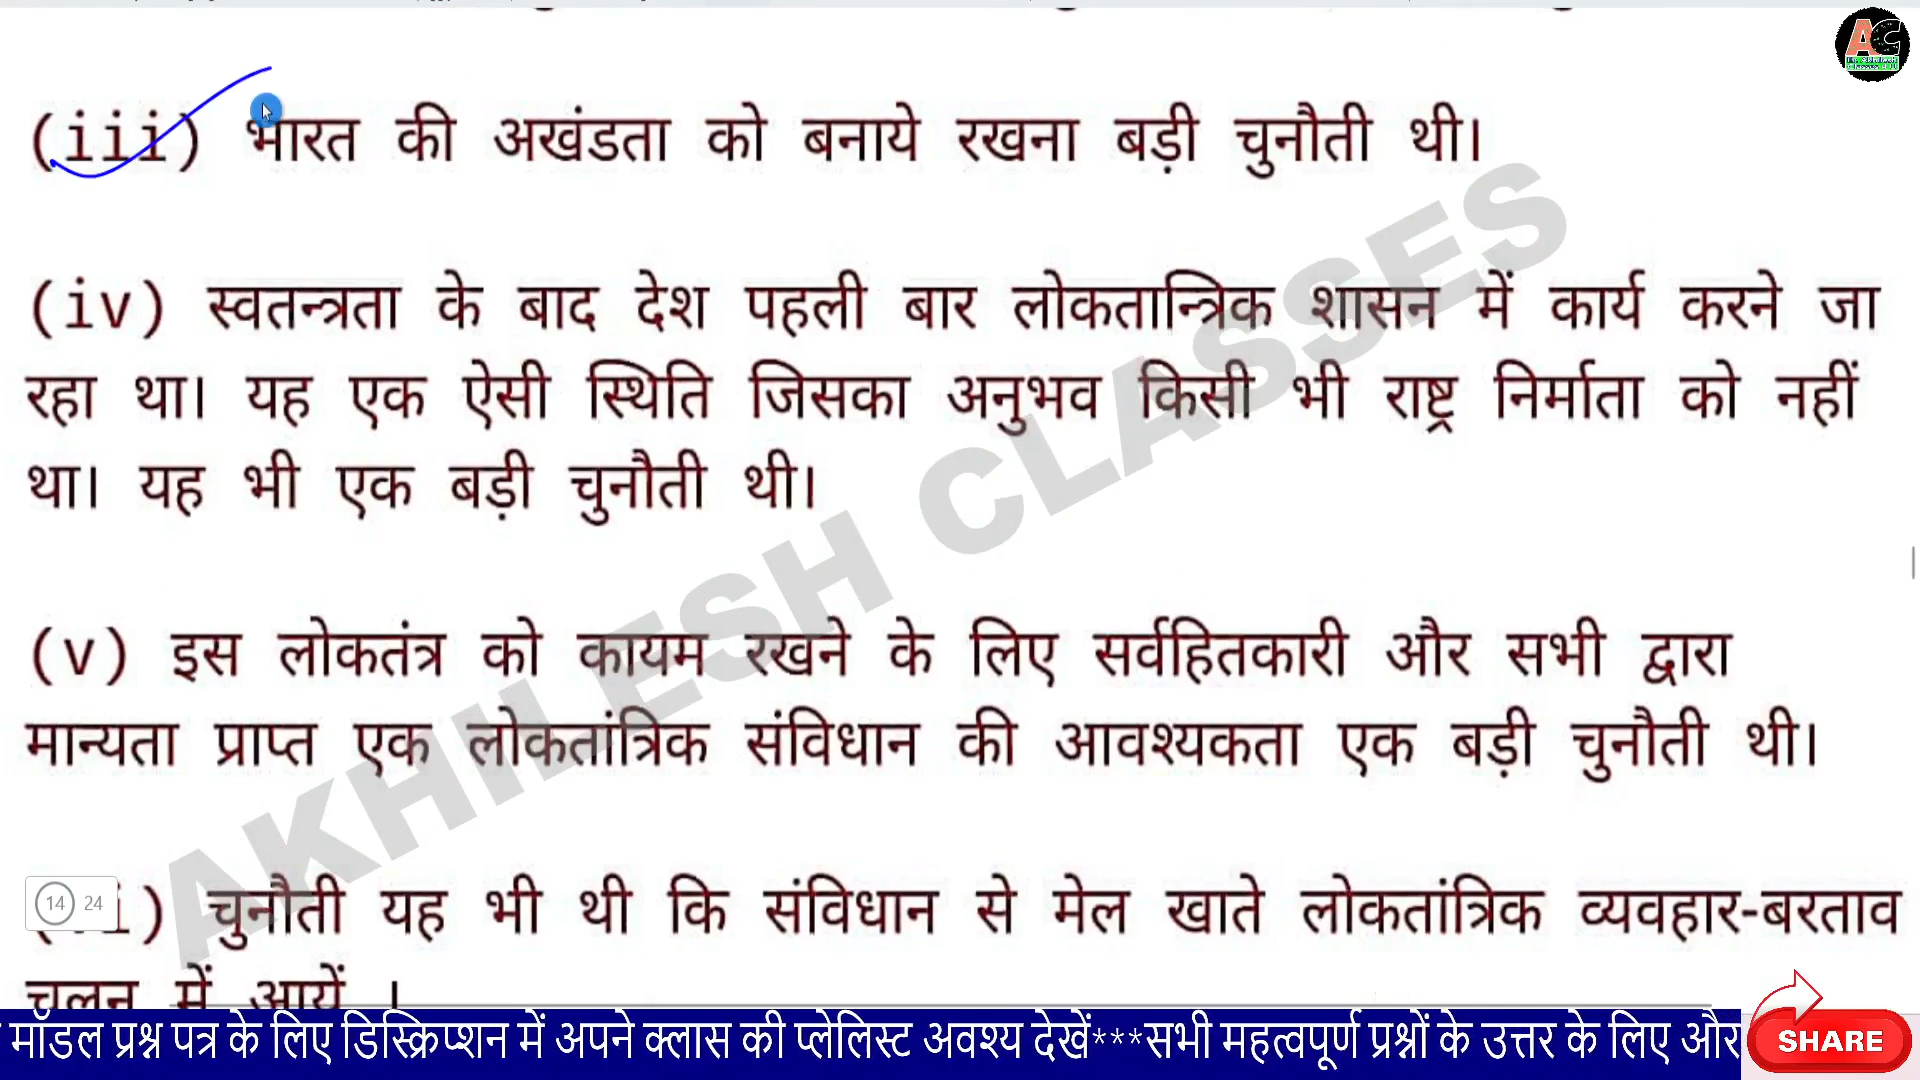 (iii) भारत की अखंडता को बनाये रखना बड़ी चुनौती थी।
(iv) स्वतन्त्रता के बाद देश पहली बार लोकतान्त्रिक शासन में कार्य करने जा
रहा था। यह एक ऐसी स्थिति जिसका अनुभव किसी भी राष्ट्र निर्माता को नहीं
था। यह भी एक बड़ी चुनौती थी।
(v) इस लोकतंत्र को कायम रखने के लिए सर्वहितकारी और सभी द्वारा
मान्यता प्राप्त एक लोकतांत्रिक संविधान की आवश्यकता एक बड़ी चुनौती थी।
चुनौती यह भी थी कि संविधान से मेल खाते लोकतांत्रिक व्यवहार-बरताव
चलन में आयें ।
14 24
AKHILESH CLASSES
AC
मॉडल प्रश्न पत्र के लिए डिस्क्रिप्शन में अपने क्लास की प्लेलिस्ट अवश्य देखें***सभी महत्वपूर्ण प्रश्नों के उत्तर के लिए और
SHARE